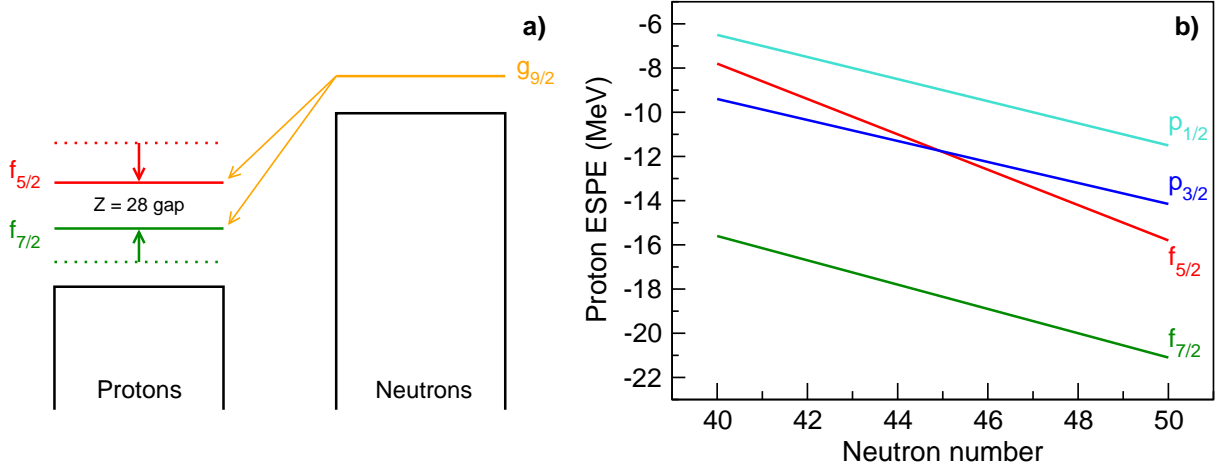 a)
g9/2
f5/2
Z = 28 gap
f7/2
Protons
Neutrons
b)
Proton ESPE (MeV)
-6
-8
-10
-12
-14
-16
-18
-20
-22
p1/2
p3/2
f5/2
f7/2
40 42 44 46 48 50
Neutron number